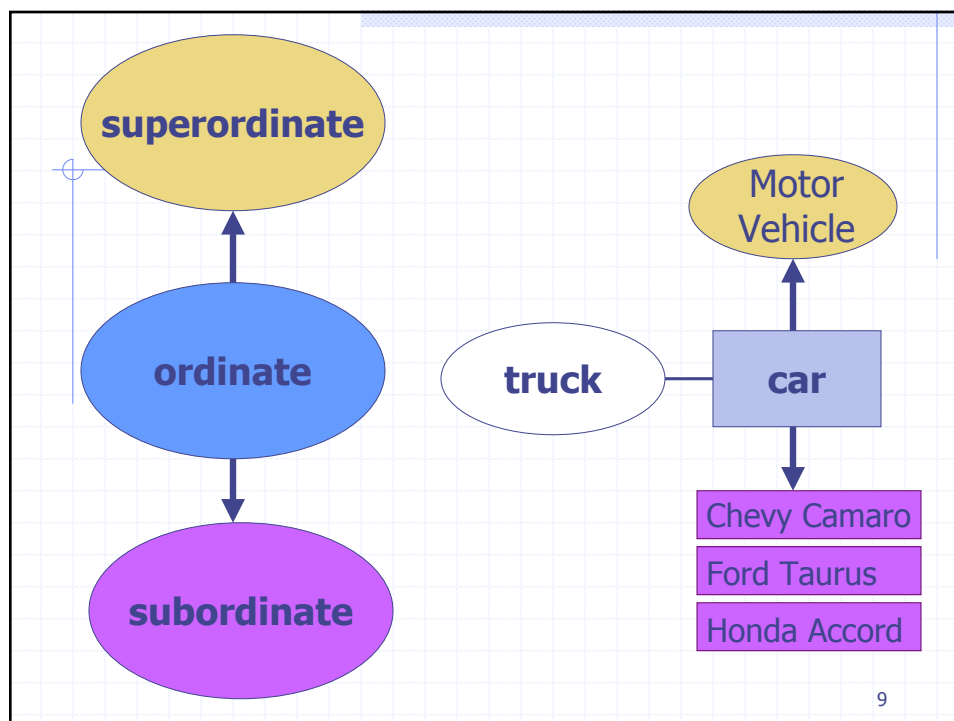 superordinate
ordinate
subordinate
Motor
Vehicle
truck
car
Chevy Camaro
Ford Taurus
Honda Accord
9